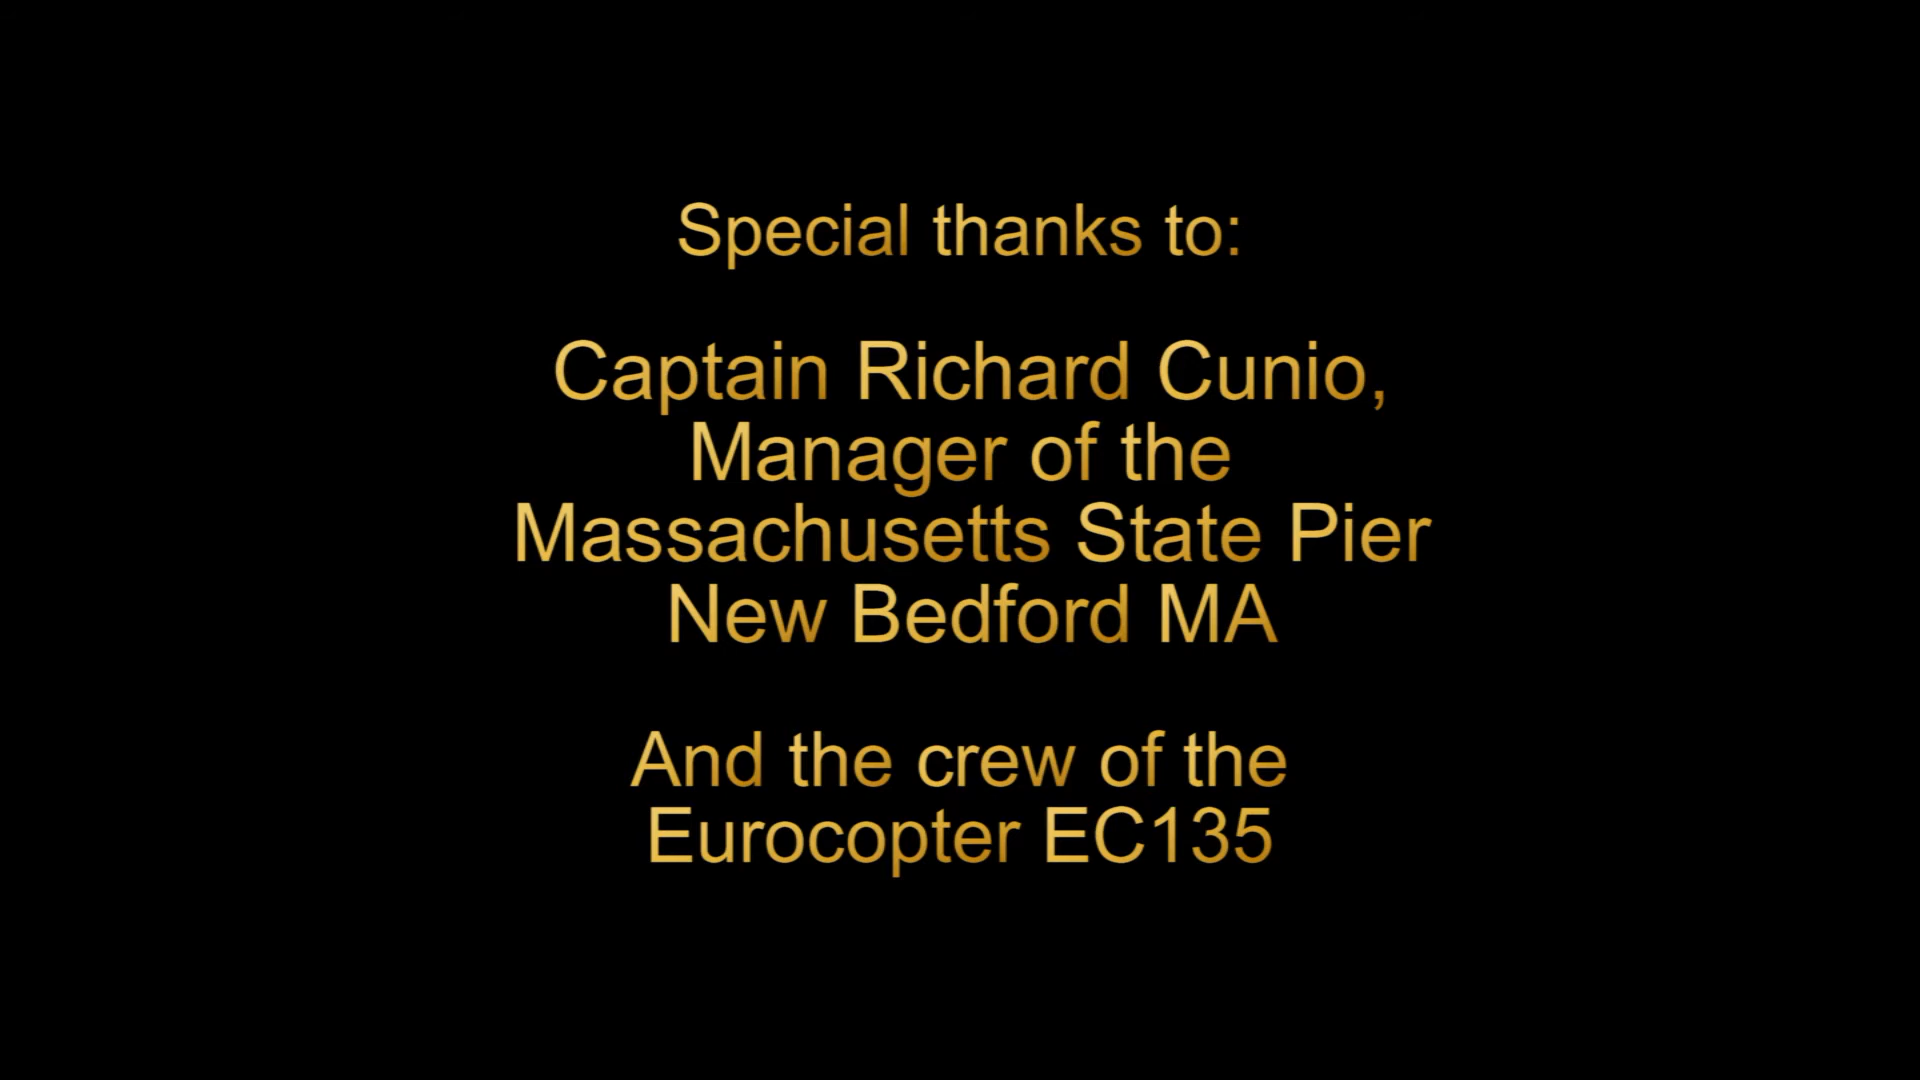 Special thanks to:
Captain Richard Cunio,
Manager of the
Massachusetts State Pier
New Bedford MA
And the crew of the
Eurocopter EC135